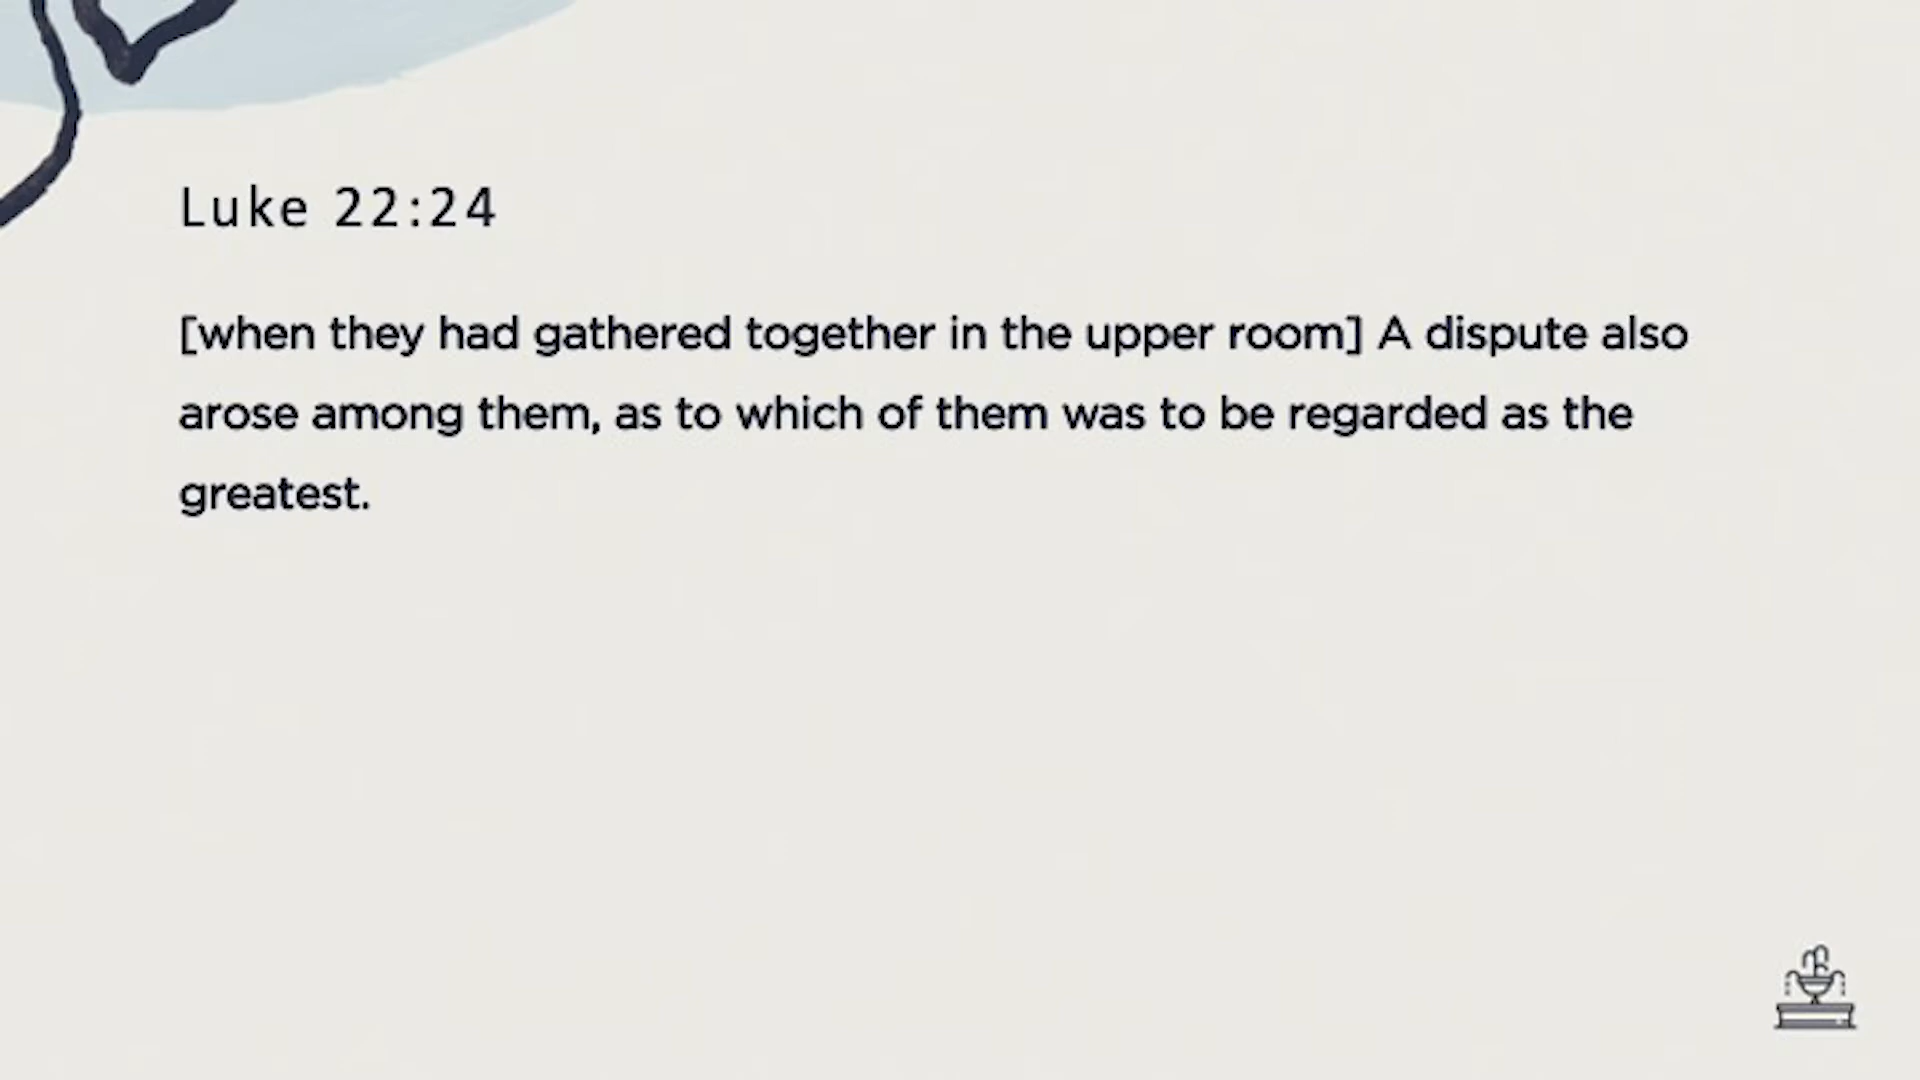 Luke 22:24
[when they had gathered together in the upper room] A dispute also
arose among them, as to which of them was to be regarded as the
greatest.